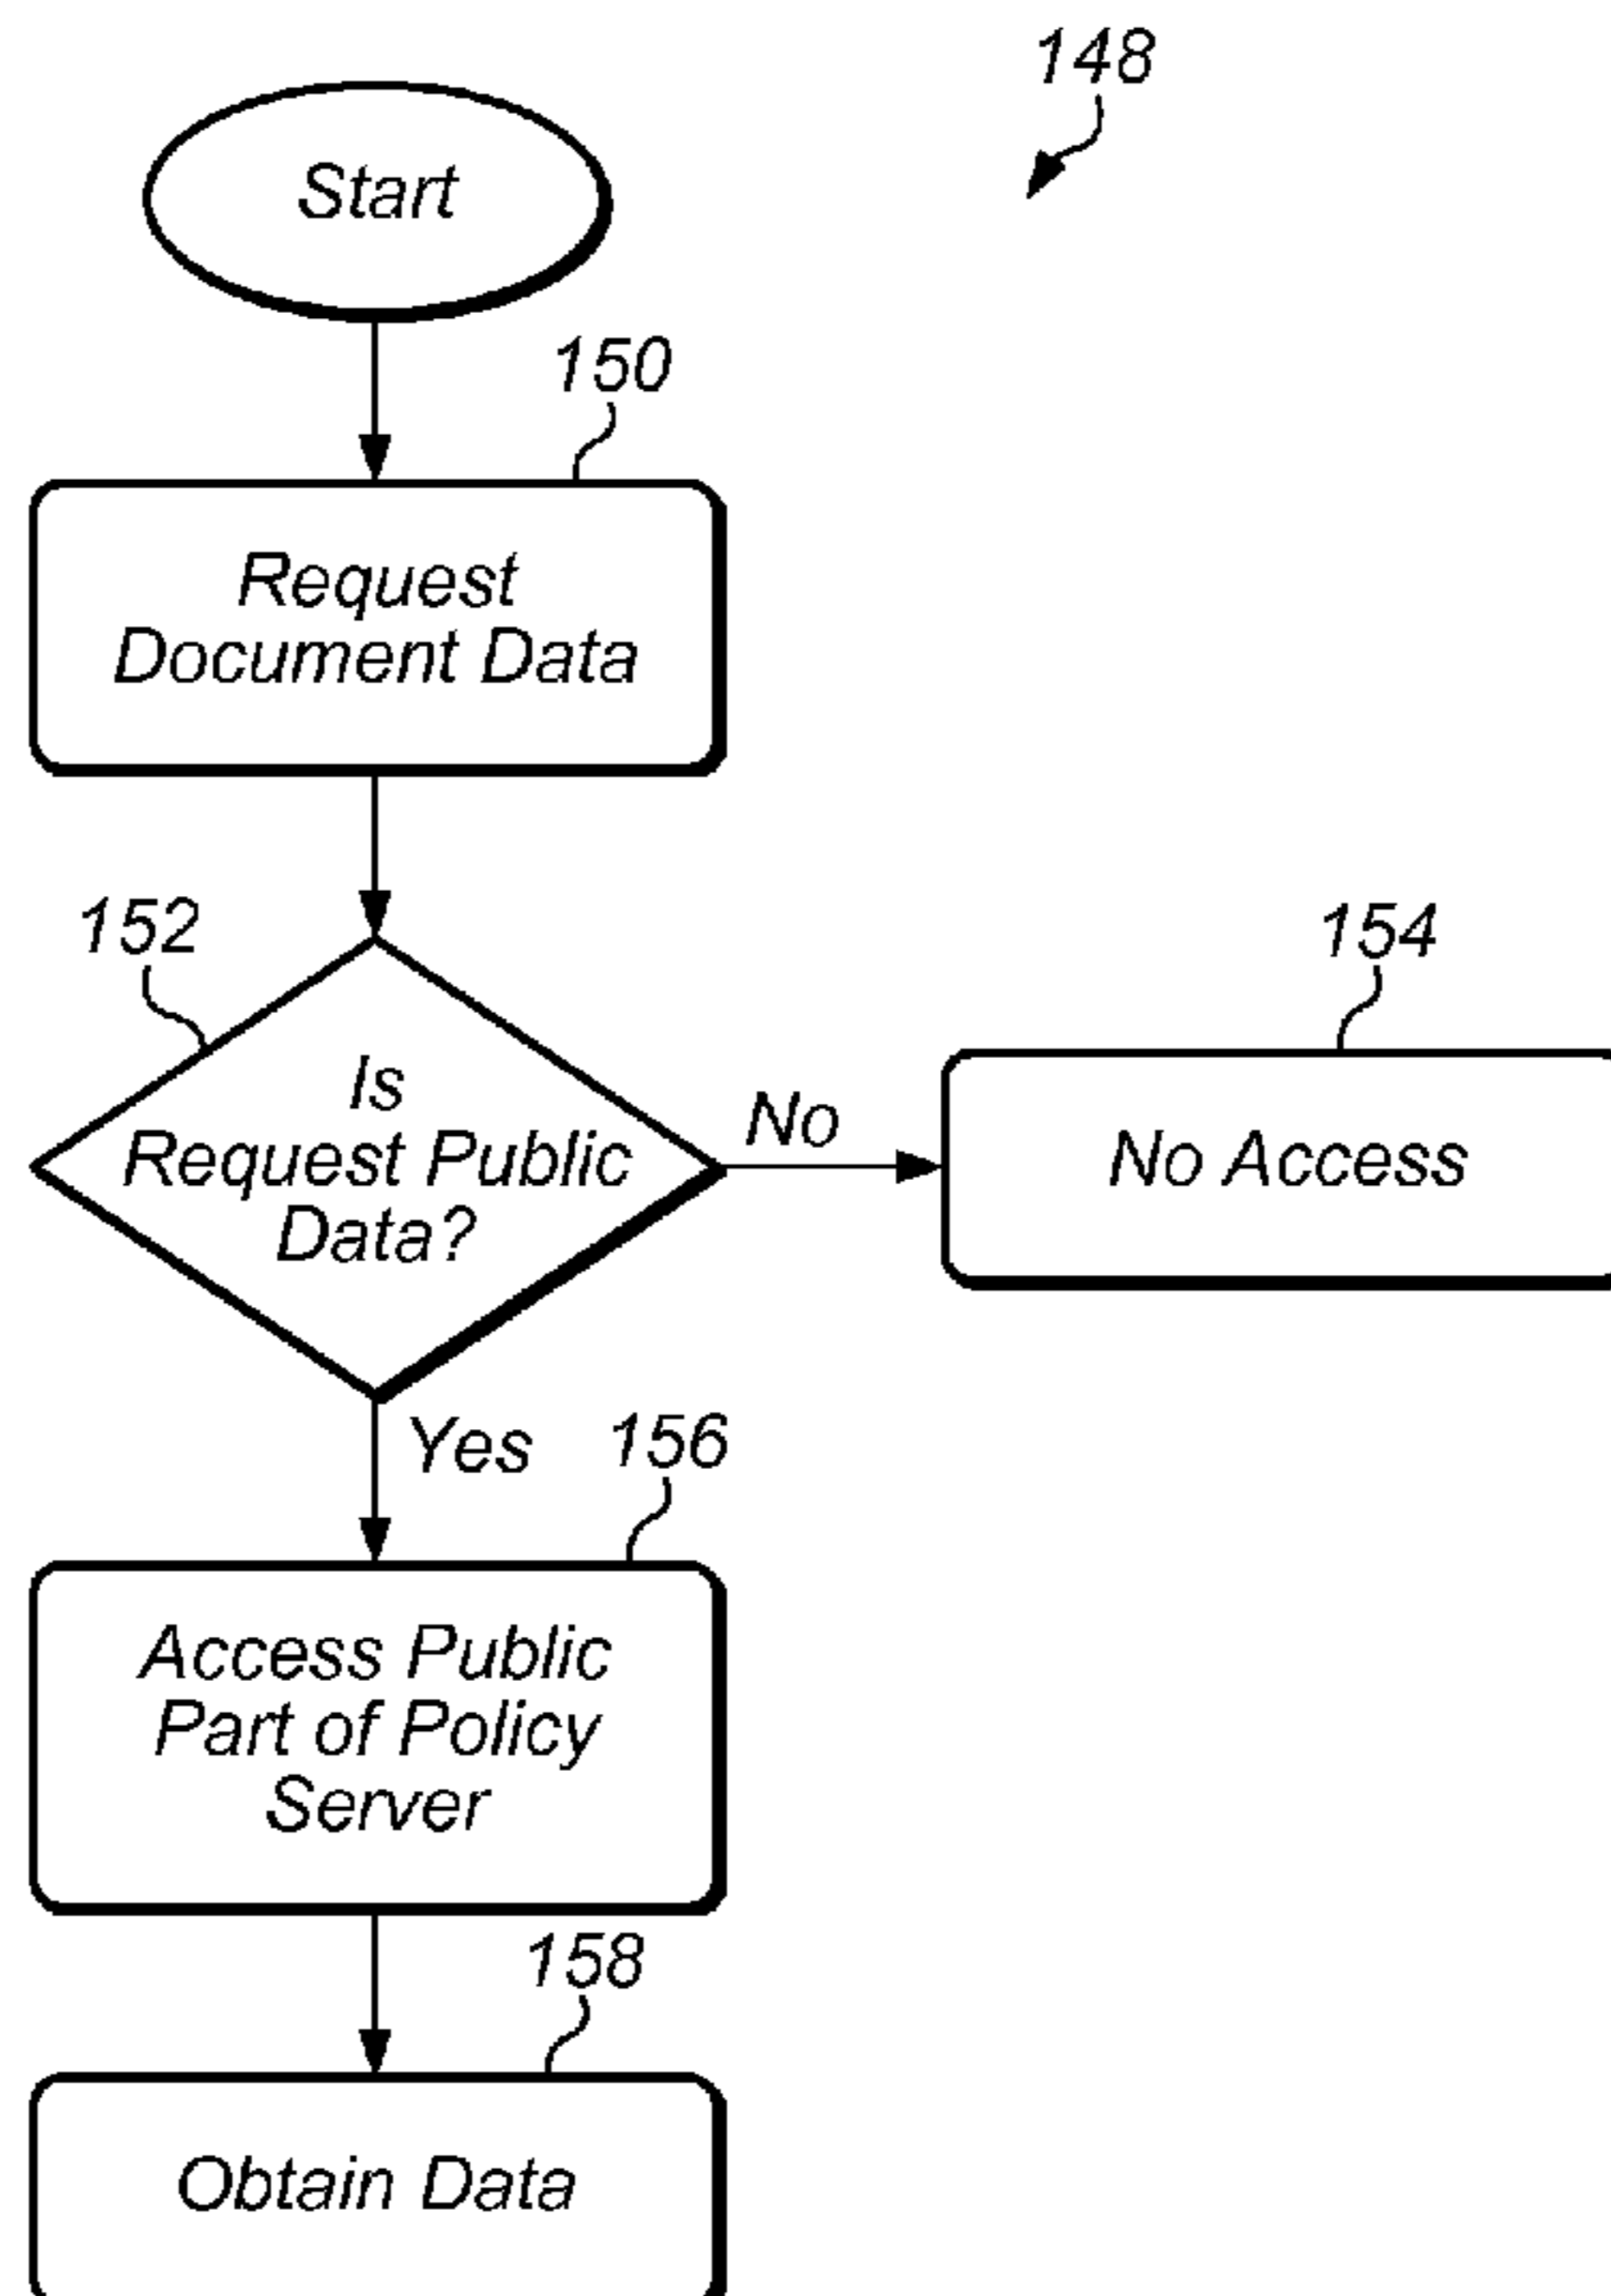 148
Start
150
Request
Document Data
152
154
Is
Request Public
Data?
No
No Access
Yes
156
Access Public
Part of Policy
Server
158
Obtain Data